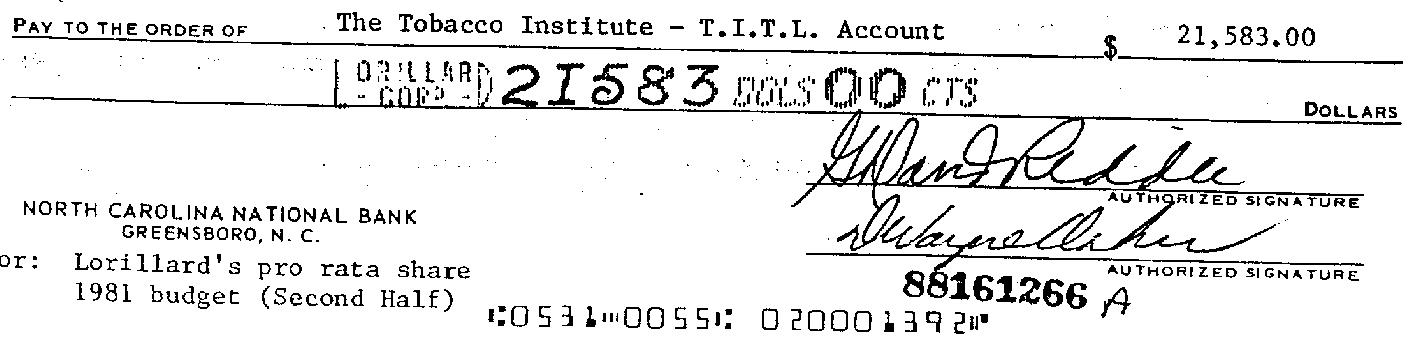 PAY TO THE ORDER OF The Tobacco Institute - T.I.T.L. Account $ 21,583.00
LORILLARD CORP 21583 DOLS 00 CTS
DOLLARS
AUTHORIZED SIGNATURE
NORTH CAROLINA NATIONAL BANK
GREENSBORO, N. C.
AUTHORIZED SIGNATURE
or: Lorillard's pro rata share
1981 budget (Second Half)
88161266 A
⑆0531⑉0055⑆ 020001392⑈